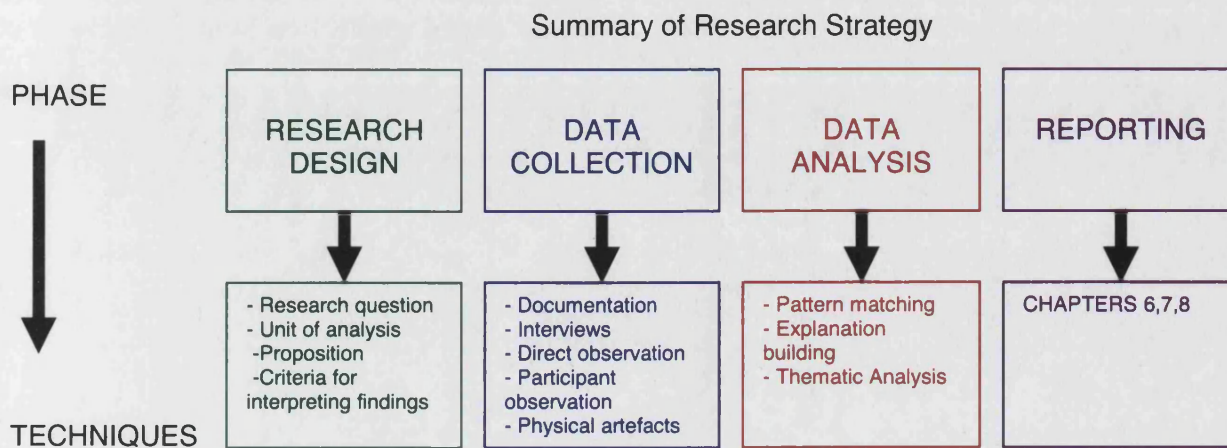 Summary of Research Strategy
PHASE
RESEARCH
DESIGN
DATA
COLLECTION
DATA
ANALYSIS
REPORTING
- Research question
- Unit of analysis
-Proposition
-Criteria for
interpreting findings
- Documentation
- Interviews
- Direct observation
- Participant
observation
- Physical artefacts
- Pattern matching
- Explanation
building
- Thematic Analysis
CHAPTERS 6,7,8
TECHNIQUES